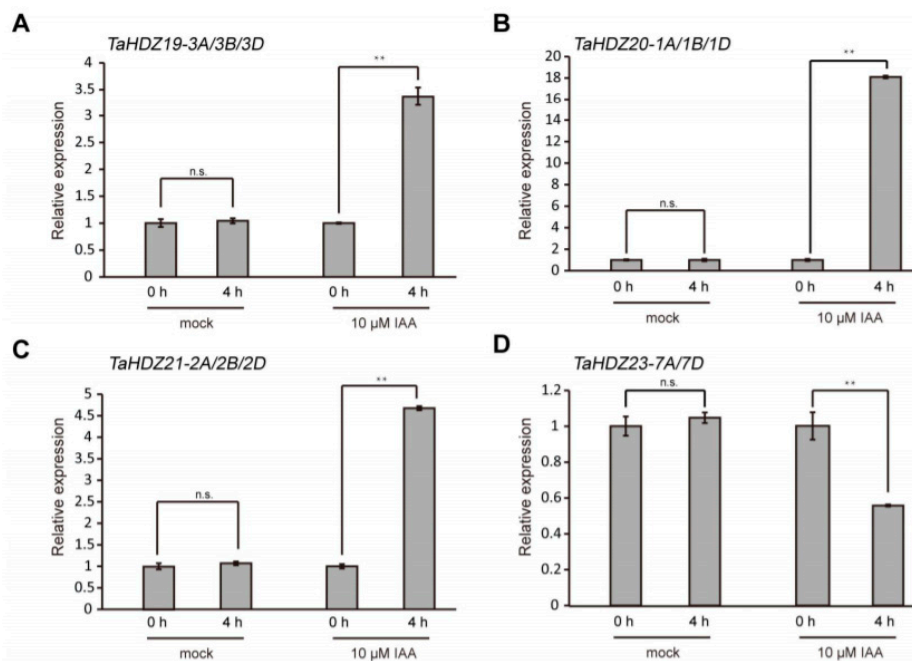 A
TaHDZ19-3A/3B/3D
Relative expression
4
3.5
3
2.5
2
1.5
1
0.5
0
n.s.
**
0 h 4 h 0 h 4 h
mock 10 μM IAA
B
TaHDZ20-1A/1B/1D
Relative expression
20
18
16
14
12
10
8
6
4
2
0
n.s.
**
0 h 4 h 0 h 4 h
mock 10 μM IAA
C
TaHDZ21-2A/2B/2D
Relative expression
5
4.5
4
3.5
3
2.5
2
1.5
1
0.5
0
n.s.
**
0 h 4 h 0 h 4 h
mock 10 μM IAA
D
TaHDZ23-7A/7D
Relative expression
1.2
1
0.8
0.6
0.4
0.2
0
n.s.
**
0 h 4 h 0 h 4 h
mock 10 μM IAA